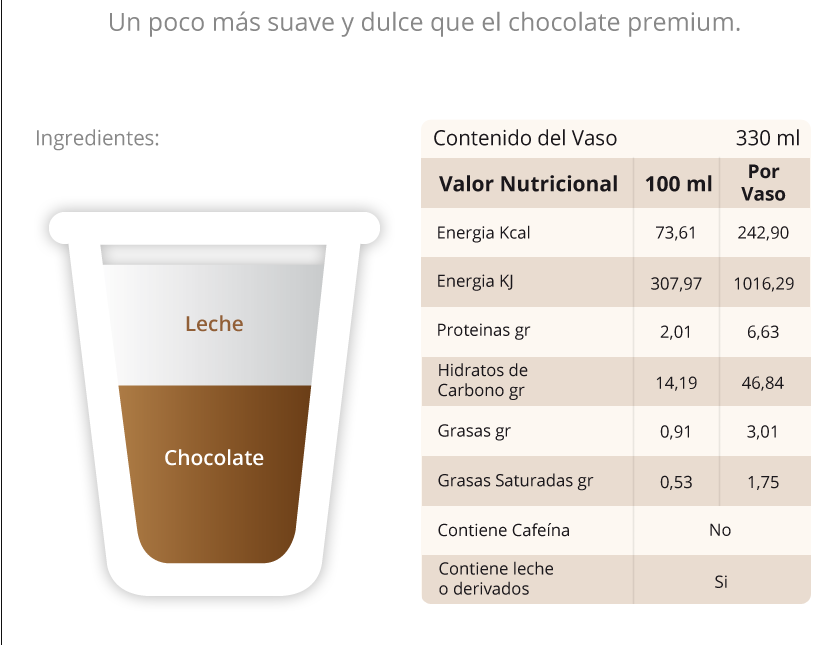 Un poco más suave y dulce que el chocolate premium.
Ingredientes:
Leche
Chocolate
Contenido del Vaso 330 ml
Valor Nutricional 100 ml Por Vaso
Energia Kcal 73,61 242,90
Energia KJ 307,97 1016,29
Proteinas gr 2,01 6,63
Hidratos de
Carbono gr 14,19 46,84
Grasas gr 0,91 3,01
Grasas Saturadas gr 0,53 1,75
Contiene Cafeína No
Contiene leche
o derivados Si